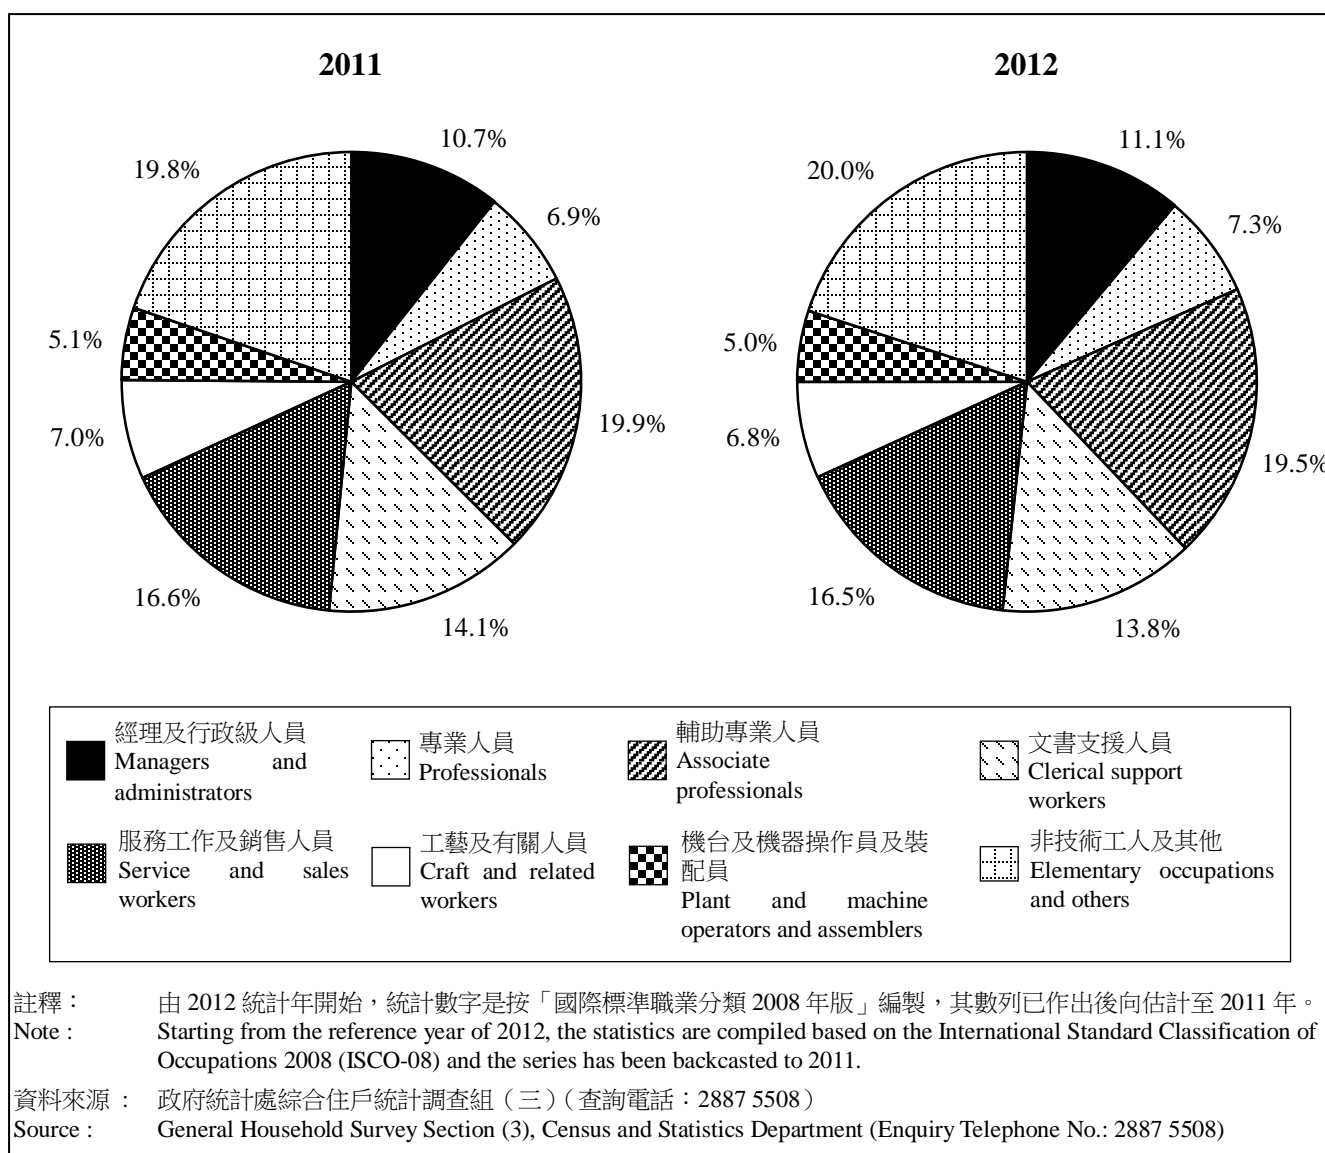 2011
2012
10.7%
6.9%
19.9%
14.1%
16.6%
7.0%
5.1%
19.8%
11.1%
7.3%
19.5%
13.8%
16.5%
6.8%
5.0%
20.0%
經理及行政級人員
Managers and
administrators
專業人員
Professionals
輔助專業人員
Associate
professionals
文書支援人員
Clerical support
workers
服務工作及銷售人員
Service and sales
workers
工藝及有關人員
Craft and related
workers
機台及機器操作員及裝
配員
Plant and machine
operators and assemblers
非技術工人及其他
Elementary occupations
and others
註釋： 由 2012 統計年開始，統計數字是按「國際標準職業分類 2008 年版」編製，其數列已作出後向估計至 2011 年。
Note : Starting from the reference year of 2012, the statistics are compiled based on the International Standard Classification of
Occupations 2008 (ISCO-08) and the series has been backcasted to 2011.
資料來源 : 政府統計處綜合住戶統計調查組（三）（查詢電話：2887 5508）
Source : General Household Survey Section (3), Census and Statistics Department (Enquiry Telephone No.: 2887 5508)